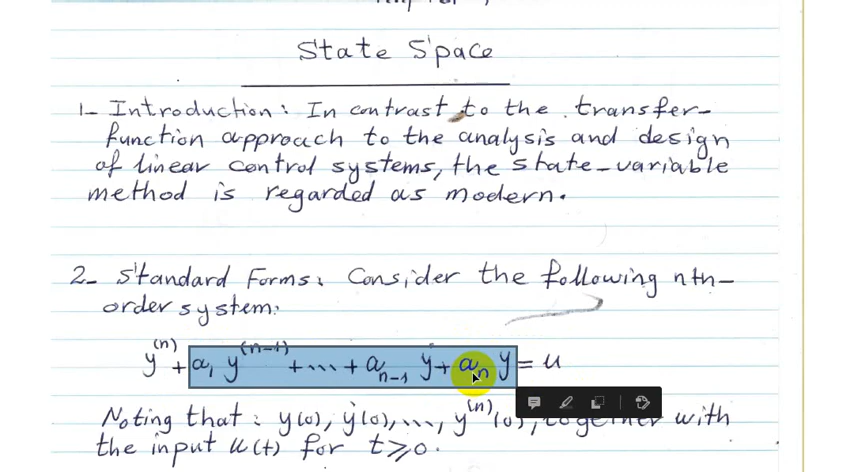 State Space
1- Introduction: In contrast to the transfer-
function approach to the analysis and design
of linear control systems, the state-variable
method is regarded as modern.
2- Standard Forms: Consider the following nth-
order system:
y⁽ⁿ⁾ + a₁ y⁽ⁿ⁻¹⁾ + ... + aₙ₋₁ ẏ + aₙ y = u
Noting that: y(0), ẏ(0), ..., y⁽ⁿ⁾(0), together with
the input u(t) for t ≥ 0.